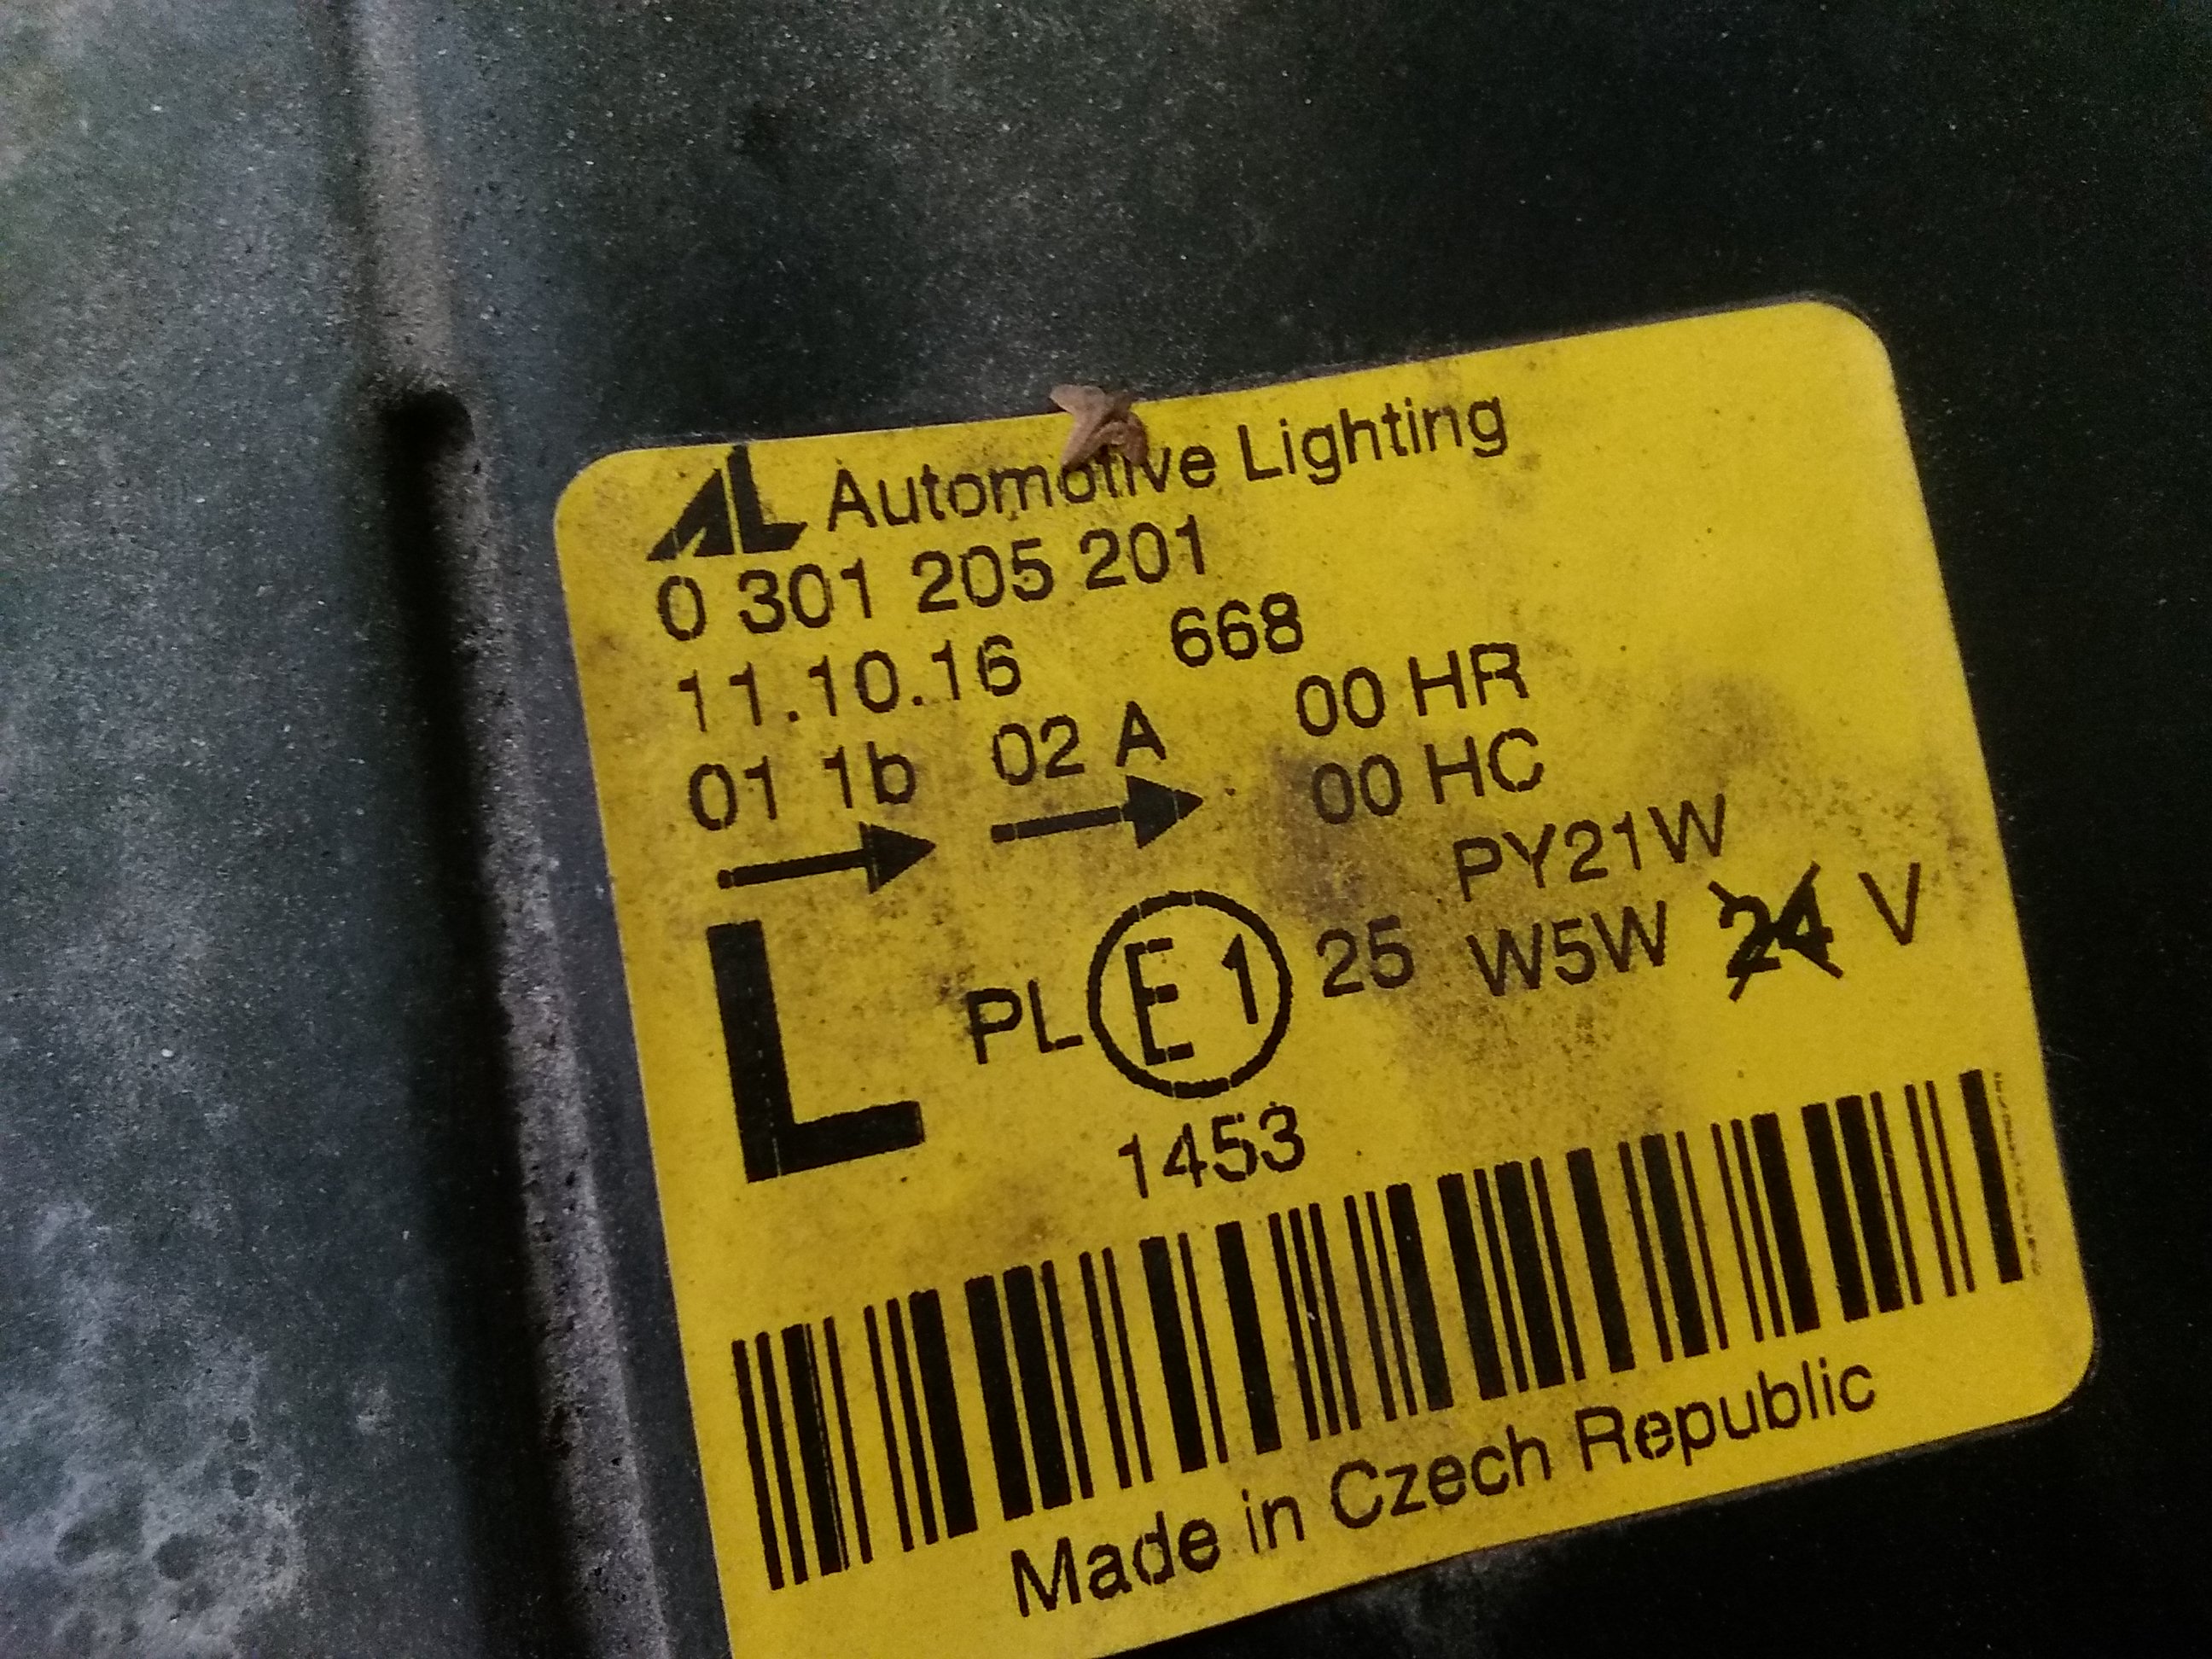 AL Automotive Lighting
0 301 205 201
11.10.16 668
01 1b 02 A 00 HR
00 HC
PY21W
L PL E1 25 W5W 24 V
1453
Made in Czech Republic